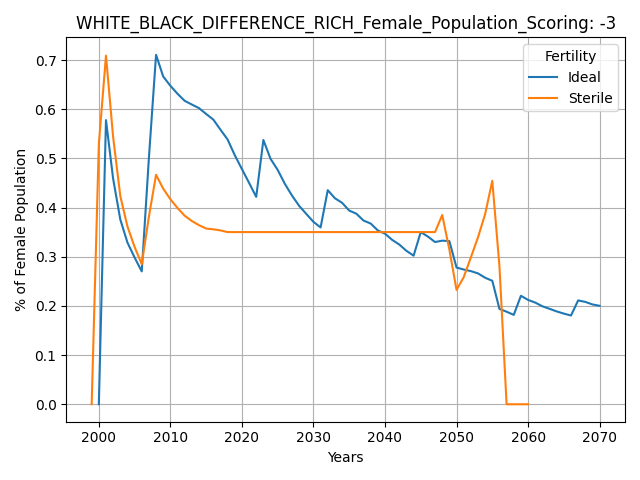 WHITE_BLACK_DIFFERENCE_RICH_Female_Population_Scoring: -3
Fertility
Ideal
Sterile
% of Female Population
0.7
0.6
0.5
0.4
0.3
0.2
0.1
0.0
2000 2010 2020 2030 2040 2050 2060 2070
Years